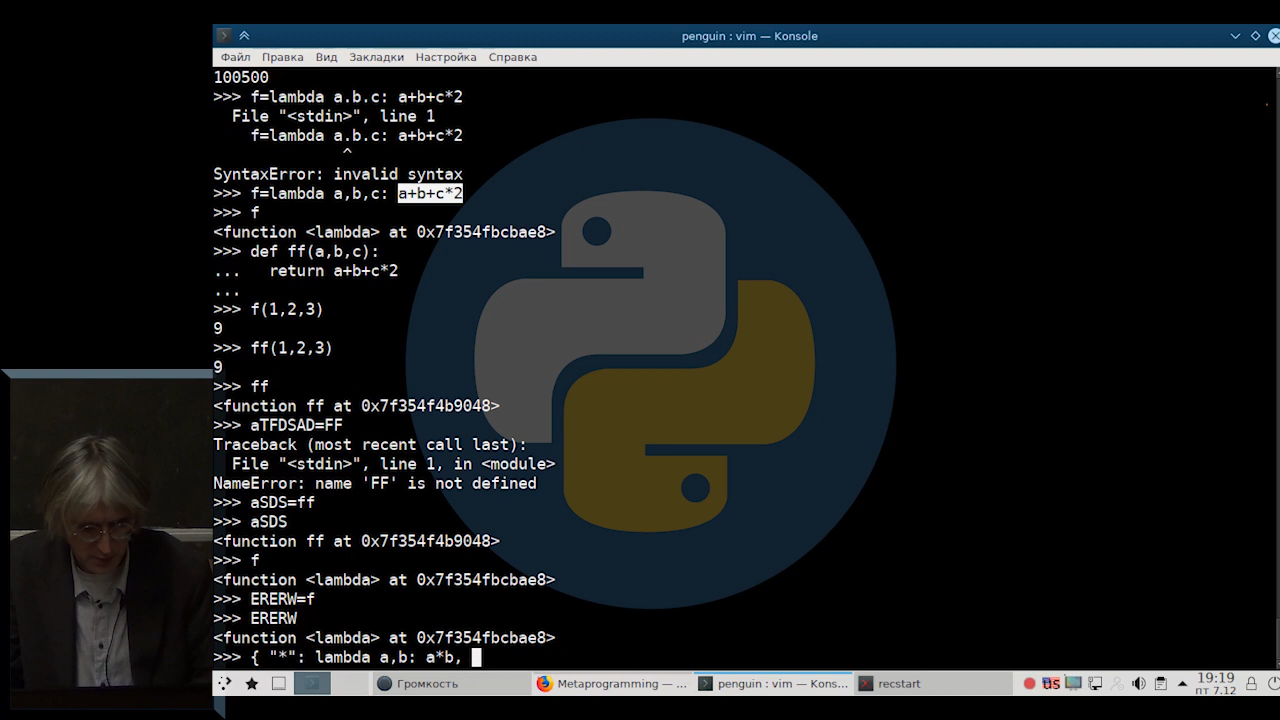 penguin : vim — Konsole
Файл Правка Вид Закладки Настройка Справка
100500
>>> f=lambda a.b.c: a+b+c*2
  File "<stdin>", line 1
    f=lambda a.b.c: a+b+c*2
              ^
SyntaxError: invalid syntax
>>> f=lambda a,b,c: a+b+c*2
>>> f
<function <lambda> at 0x7f354fbcbae8>
>>> def ff(a,b,c):
...   return a+b+c*2
...
>>> f(1,2,3)
9
>>> ff(1,2,3)
9
>>> ff
<function ff at 0x7f354f4b9048>
>>> aTFDSAD=FF
Traceback (most recent call last):
  File "<stdin>", line 1, in <module>
NameError: name 'FF' is not defined
>>> aSDS=ff
>>> aSDS
<function ff at 0x7f354f4b9048>
>>> f
<function <lambda> at 0x7f354fbcbae8>
>>> ERERW=f
>>> ERERW
<function <lambda> at 0x7f354fbcbae8>
>>> { "*": lambda a,b: a*b,
Громкость Metaprogramming — ... penguin : vim — Kons... recstart us 19:19
пт 7.12